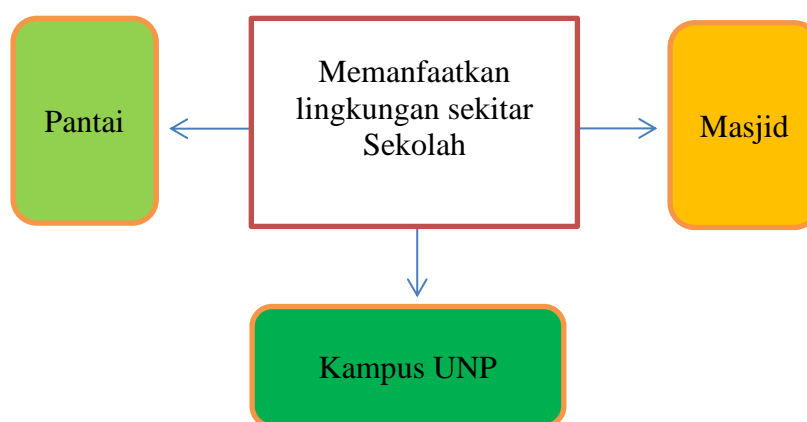 Memanfaatkan
lingkungan sekitar
Sekolah
Pantai
Masjid
Kampus UNP